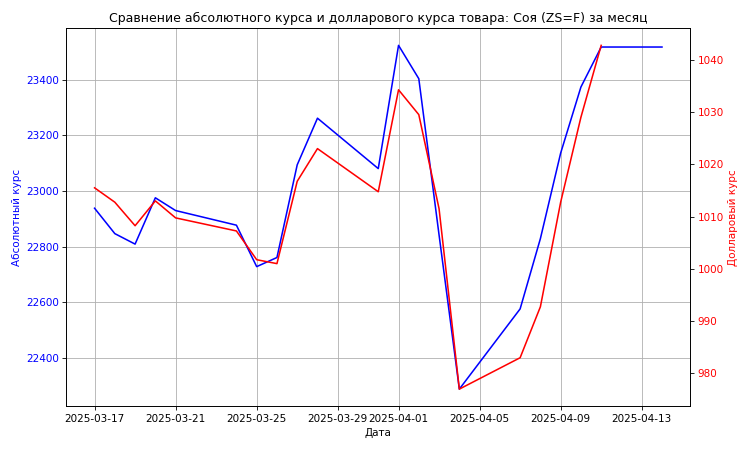 Сравнение абсолютного курса и долларового курса товара: Соя (ZS=F) за месяц
Абсолютный курс
23400
23200
23000
22800
22600
22400
1040
1030
1020
1010
1000
990
980
Долларовый курс
2025-03-17 2025-03-21 2025-03-25 2025-03-29 2025-04-01 2025-04-05 2025-04-09 2025-04-13
Дата